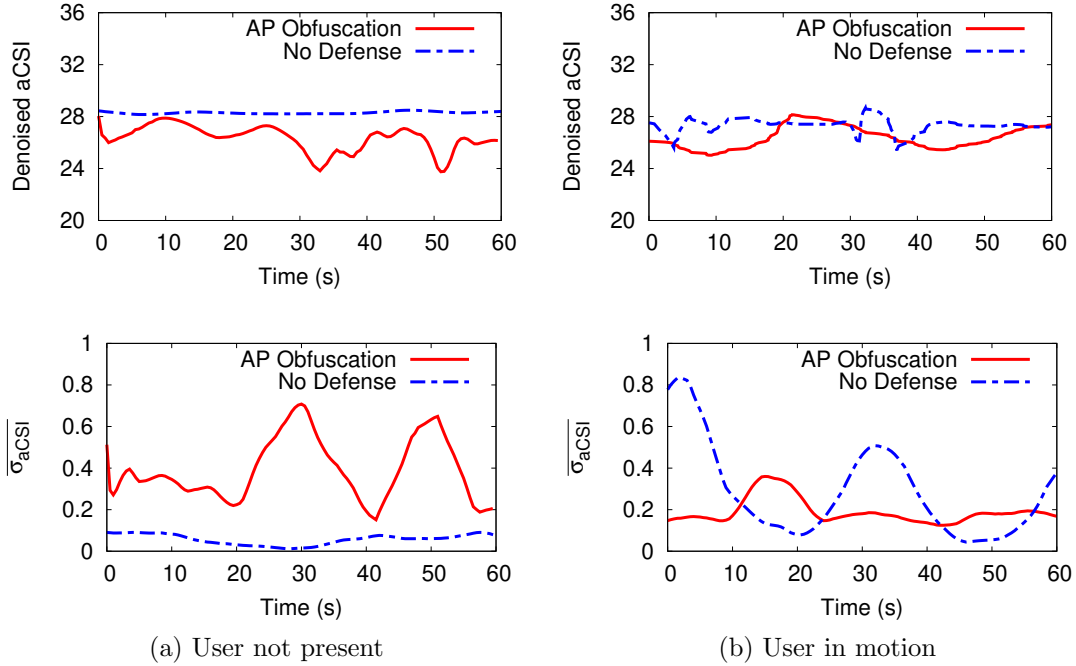 36
32
28
24
20
Denoised aCSI
AP Obfuscation
No Defense
0 10 20 30 40 50 60
Time (s)
36
32
28
24
20
Denoised aCSI
AP Obfuscation
No Defense
0 10 20 30 40 50 60
Time (s)
1
0.8
0.6
0.4
0.2
0
σaCSI
AP Obfuscation
No Defense
0 10 20 30 40 50 60
Time (s)
(a) User not present
1
0.8
0.6
0.4
0.2
0
σaCSI
AP Obfuscation
No Defense
0 10 20 30 40 50 60
Time (s)
(b) User in motion